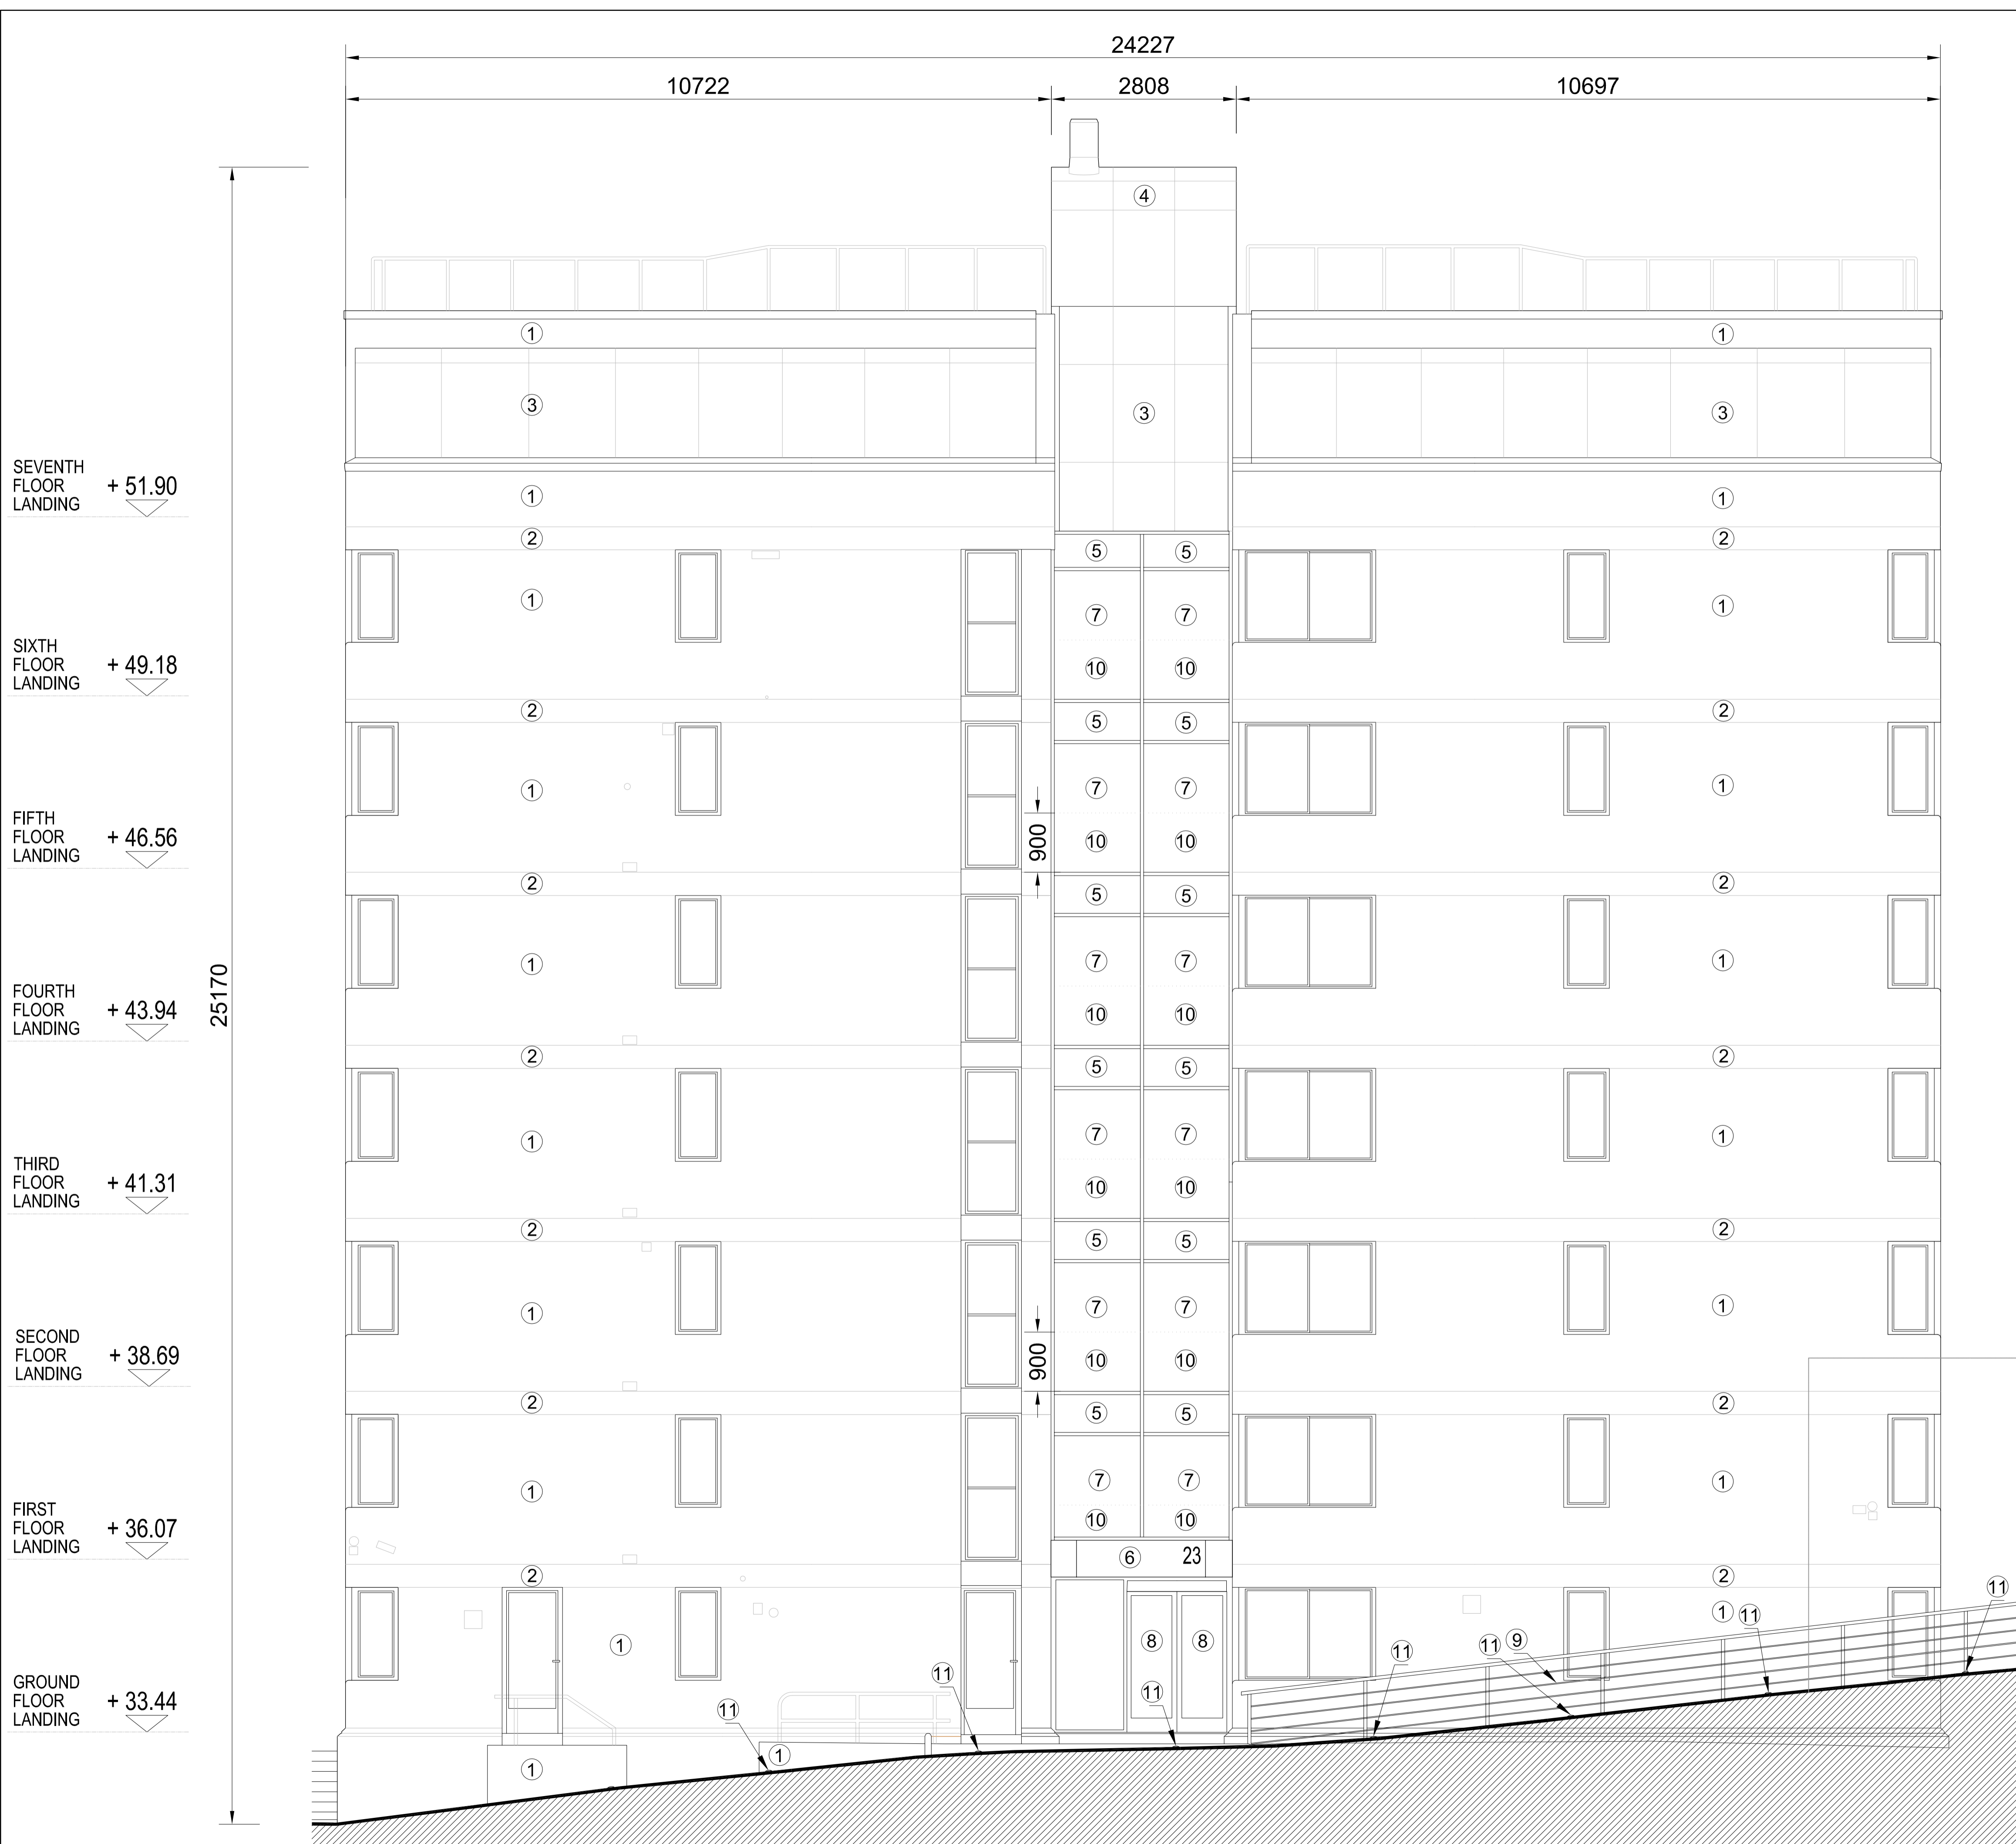 24227
10722 2808 10697
4
1 1
3 3 3
SEVENTH
FLOOR + 51.90
LANDING
1 1
2 2
5 5
1 7 7 1
SIXTH
FLOOR + 49.18
LANDING
10 10
2 2
5 5
1 7 7 1
FIFTH
FLOOR + 46.56
LANDING
900
10 10
2 2
5 5
1 7 7 1
25170
FOURTH
FLOOR + 43.94
LANDING
10 10
2 2
5 5
1 7 7 1
THIRD
FLOOR + 41.31
LANDING
10 10
2 2
5 5
1 7 7 1
SECOND
FLOOR + 38.69
LANDING
900
10 10
2 2
5 5
1 7 7 1
FIRST
FLOOR + 36.07
LANDING
10 10
6 23
2 2
11
1 11
1 8 8 11 9
11 11
GROUND
FLOOR + 33.44
LANDING
11 11
1 1